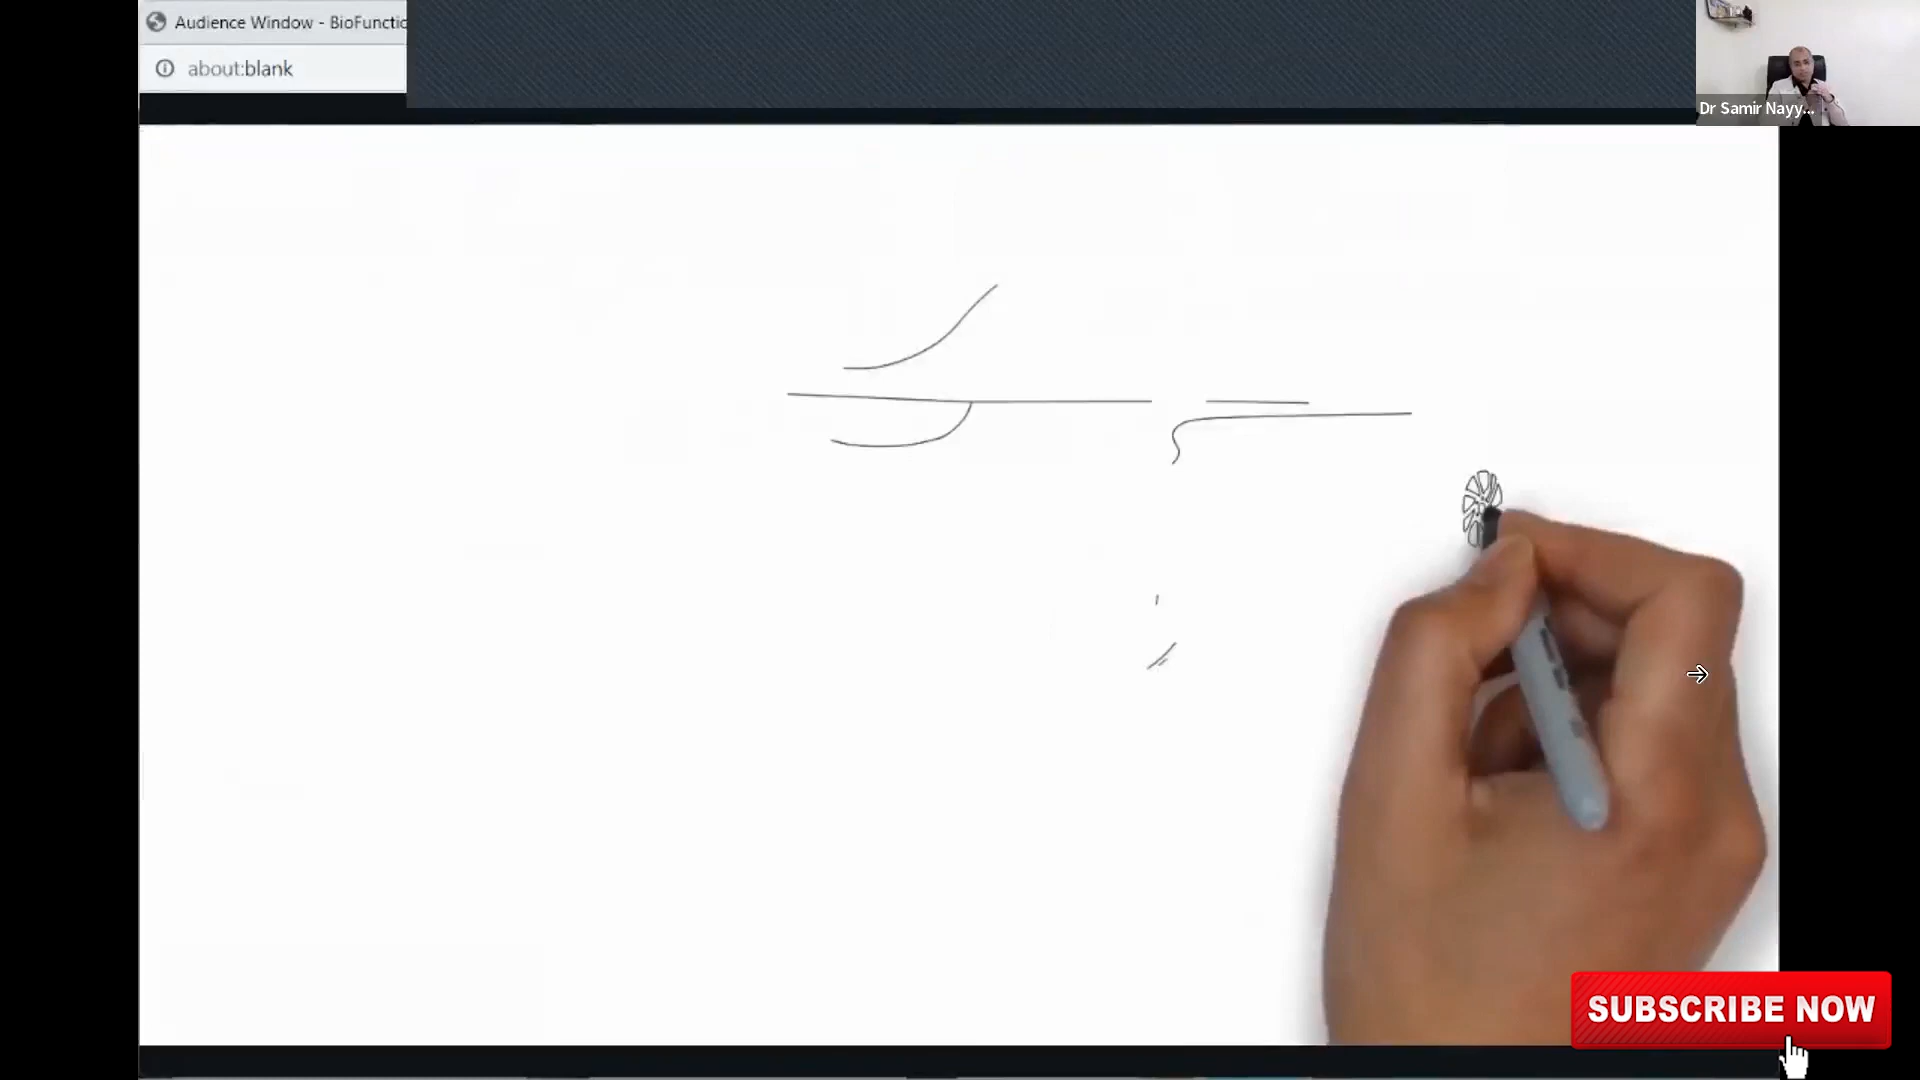 Audience Window - BioFunctio
about:blank
Dr Samir Nayy...
SUBSCRIBE NOW